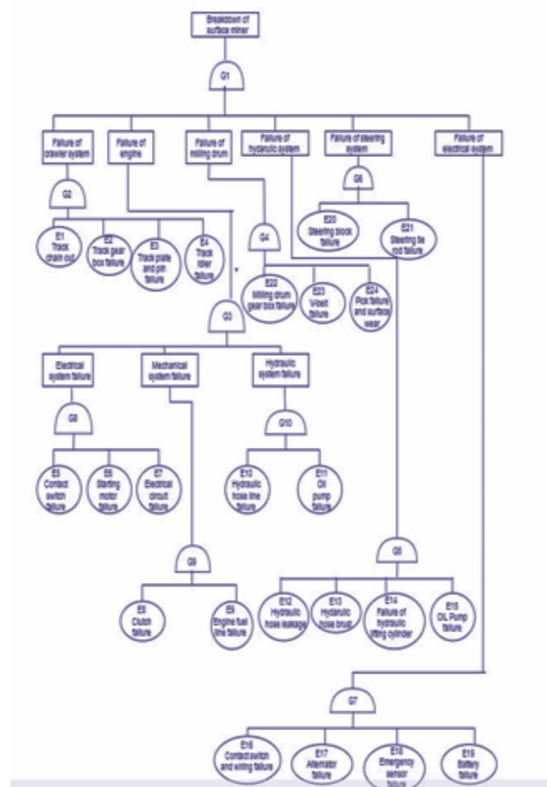 Breakdown of
surface miner
G1
Failure of
crawler system
Failure of
engine
Failure of
milling drum
Failure of
hydarulic system
Failure of steering
system
Failure of
electrical system
G2
G6
E1
Track
chain out
E2
Track gear
box failure
E3
Track plate
and pin
failure
E4
Track
idler
failure
G4
E20
Steering block
failure
E21
Steering tie
rod failure
E22
Milling drum
gear box failure
E23
V-belt
failure
E24
Pick failure
and surface
wear
G3
Electrical
system failure
Mechanical
system failure
Hydraulic
system failure
G8
G10
E5
Contact
switch
failure
E6
Starting
motor
failure
E7
Electrical
circuit
failure
E10
Hydraulic
hose line
failure
E11
Oil
pump
failure
G9
G5
E8
Clutch
failure
E9
Engine fuel
line failure
E12
Hydraulic
hose leakage
E13
Hydarulic
hose brust
E14
Failure of
hydraulic
lifting cylinder
E15
OIL Pump
failure
G7
E16
Contact switch
and wiring failure
E17
Alternator
failure
E18
Emergency
sensor
failure
E19
Battery
failure